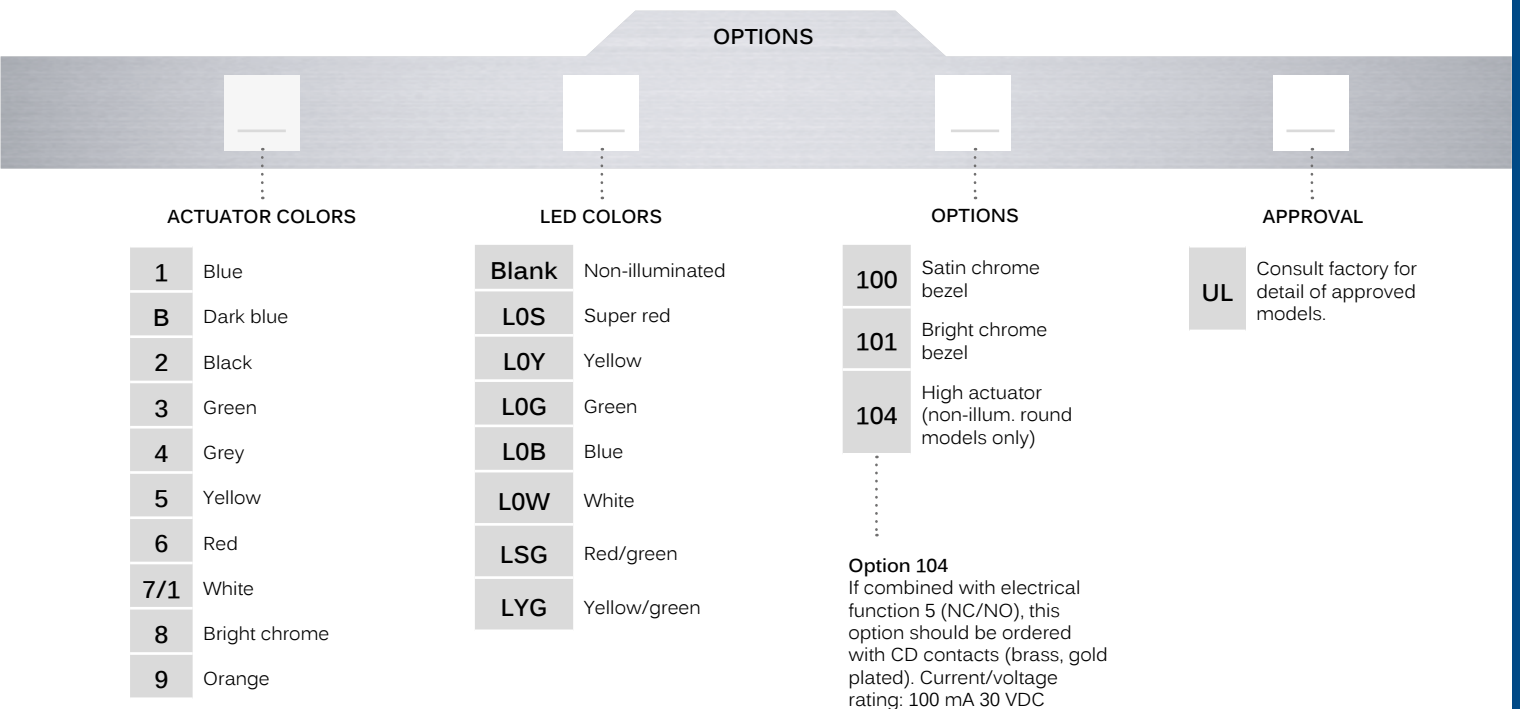 OPTIONS
ACTUATOR COLORS
1 Blue
B Dark blue
2 Black
3 Green
4 Grey
5 Yellow
6 Red
7/1 White
8 Bright chrome
9 Orange
LED COLORS
Blank Non-illuminated
L0S Super red
L0Y Yellow
L0G Green
L0B Blue
L0W White
LSG Red/green
LYG Yellow/green
OPTIONS
100 Satin chrome
bezel
101 Bright chrome
bezel
104 High actuator
(non-illum. round
models only)
Option 104
If combined with electrical
function 5 (NC/NO), this
option should be ordered
with CD contacts (brass, gold
plated). Current/voltage
rating: 100 mA 30 VDC
APPROVAL
UL Consult factory for
detail of approved
models.